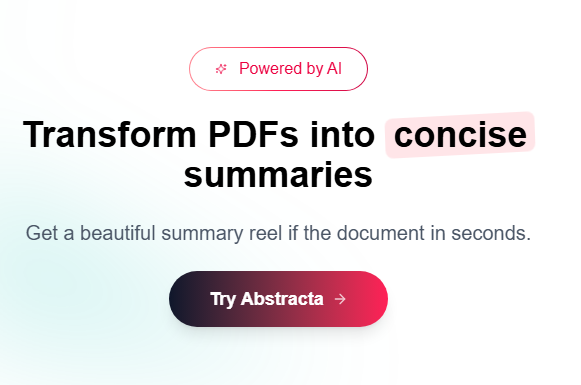 Powered by AI
Transform PDFs into concise
summaries
Get a beautiful summary reel if the document in seconds.
Try Abstracta →